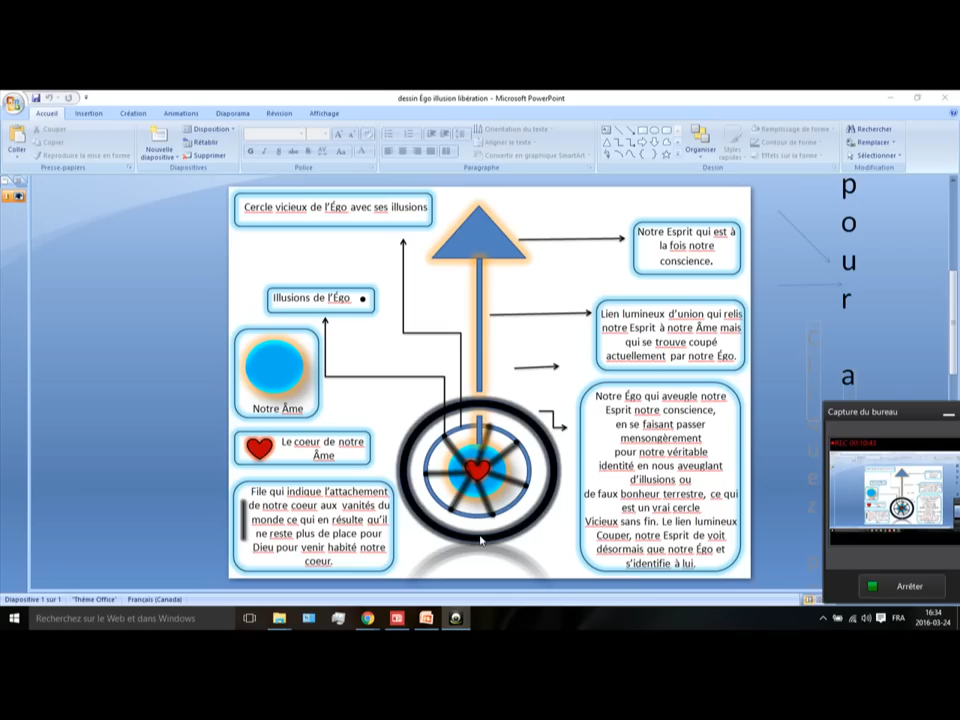 dessin Égo illusion libération - Microsoft PowerPoint
Accueil
Insertion
Création
Animations
Diaporama
Révision
Affichage
Coller
Couper
Copier
Reproduire la mise en forme
Presse-papiers
Nouvelle
diapositive
Disposition
Rétablir
Supprimer
Diapositives
G
I
S
abc
AV
Aa
A
Police
Orientation du texte
Aligner le texte
Convertir en graphique SmartArt
Paragraphe
Organiser
Styles
rapides
Remplissage de forme
Contour de forme
Effets sur la forme
Dessin
Rechercher
Remplacer
Sélectionner
Modification
1
Cercle vicieux de l'Égo avec ses illusions
Illusions de l'Égo
Notre Âme
Le coeur de notre
Âme
File qui indique l'attachement
de notre coeur aux vanités du
monde ce qui en résulte qu'il
ne reste plus de place pour
Dieu pour venir habité notre
coeur.
Notre Esprit qui est à
la fois notre
conscience.
Lien lumineux d'union qui relis
notre Esprit à notre Âme mais
qui se trouve coupé
actuellement par notre Égo.
Notre Égo qui aveugle notre
Esprit notre conscience,
en se faisant passer
mensongèrement
pour notre véritable
identité en nous aveuglant
d'illusions ou
de faux bonheur terrestre, ce qui
est un vrai cercle
Vicieux sans fin. Le lien lumineux
Couper, notre Esprit de voit
désormais que notre Égo et
s'identifie à lui.
p
o
u
r
a
Capture du bureau
REC 00:10:43
Arrêter
Diapositive 1 sur 1
"Thème Office"
Français (Canada)
Recherchez sur le Web et dans Windows
FRA
16:34
2016-03-24